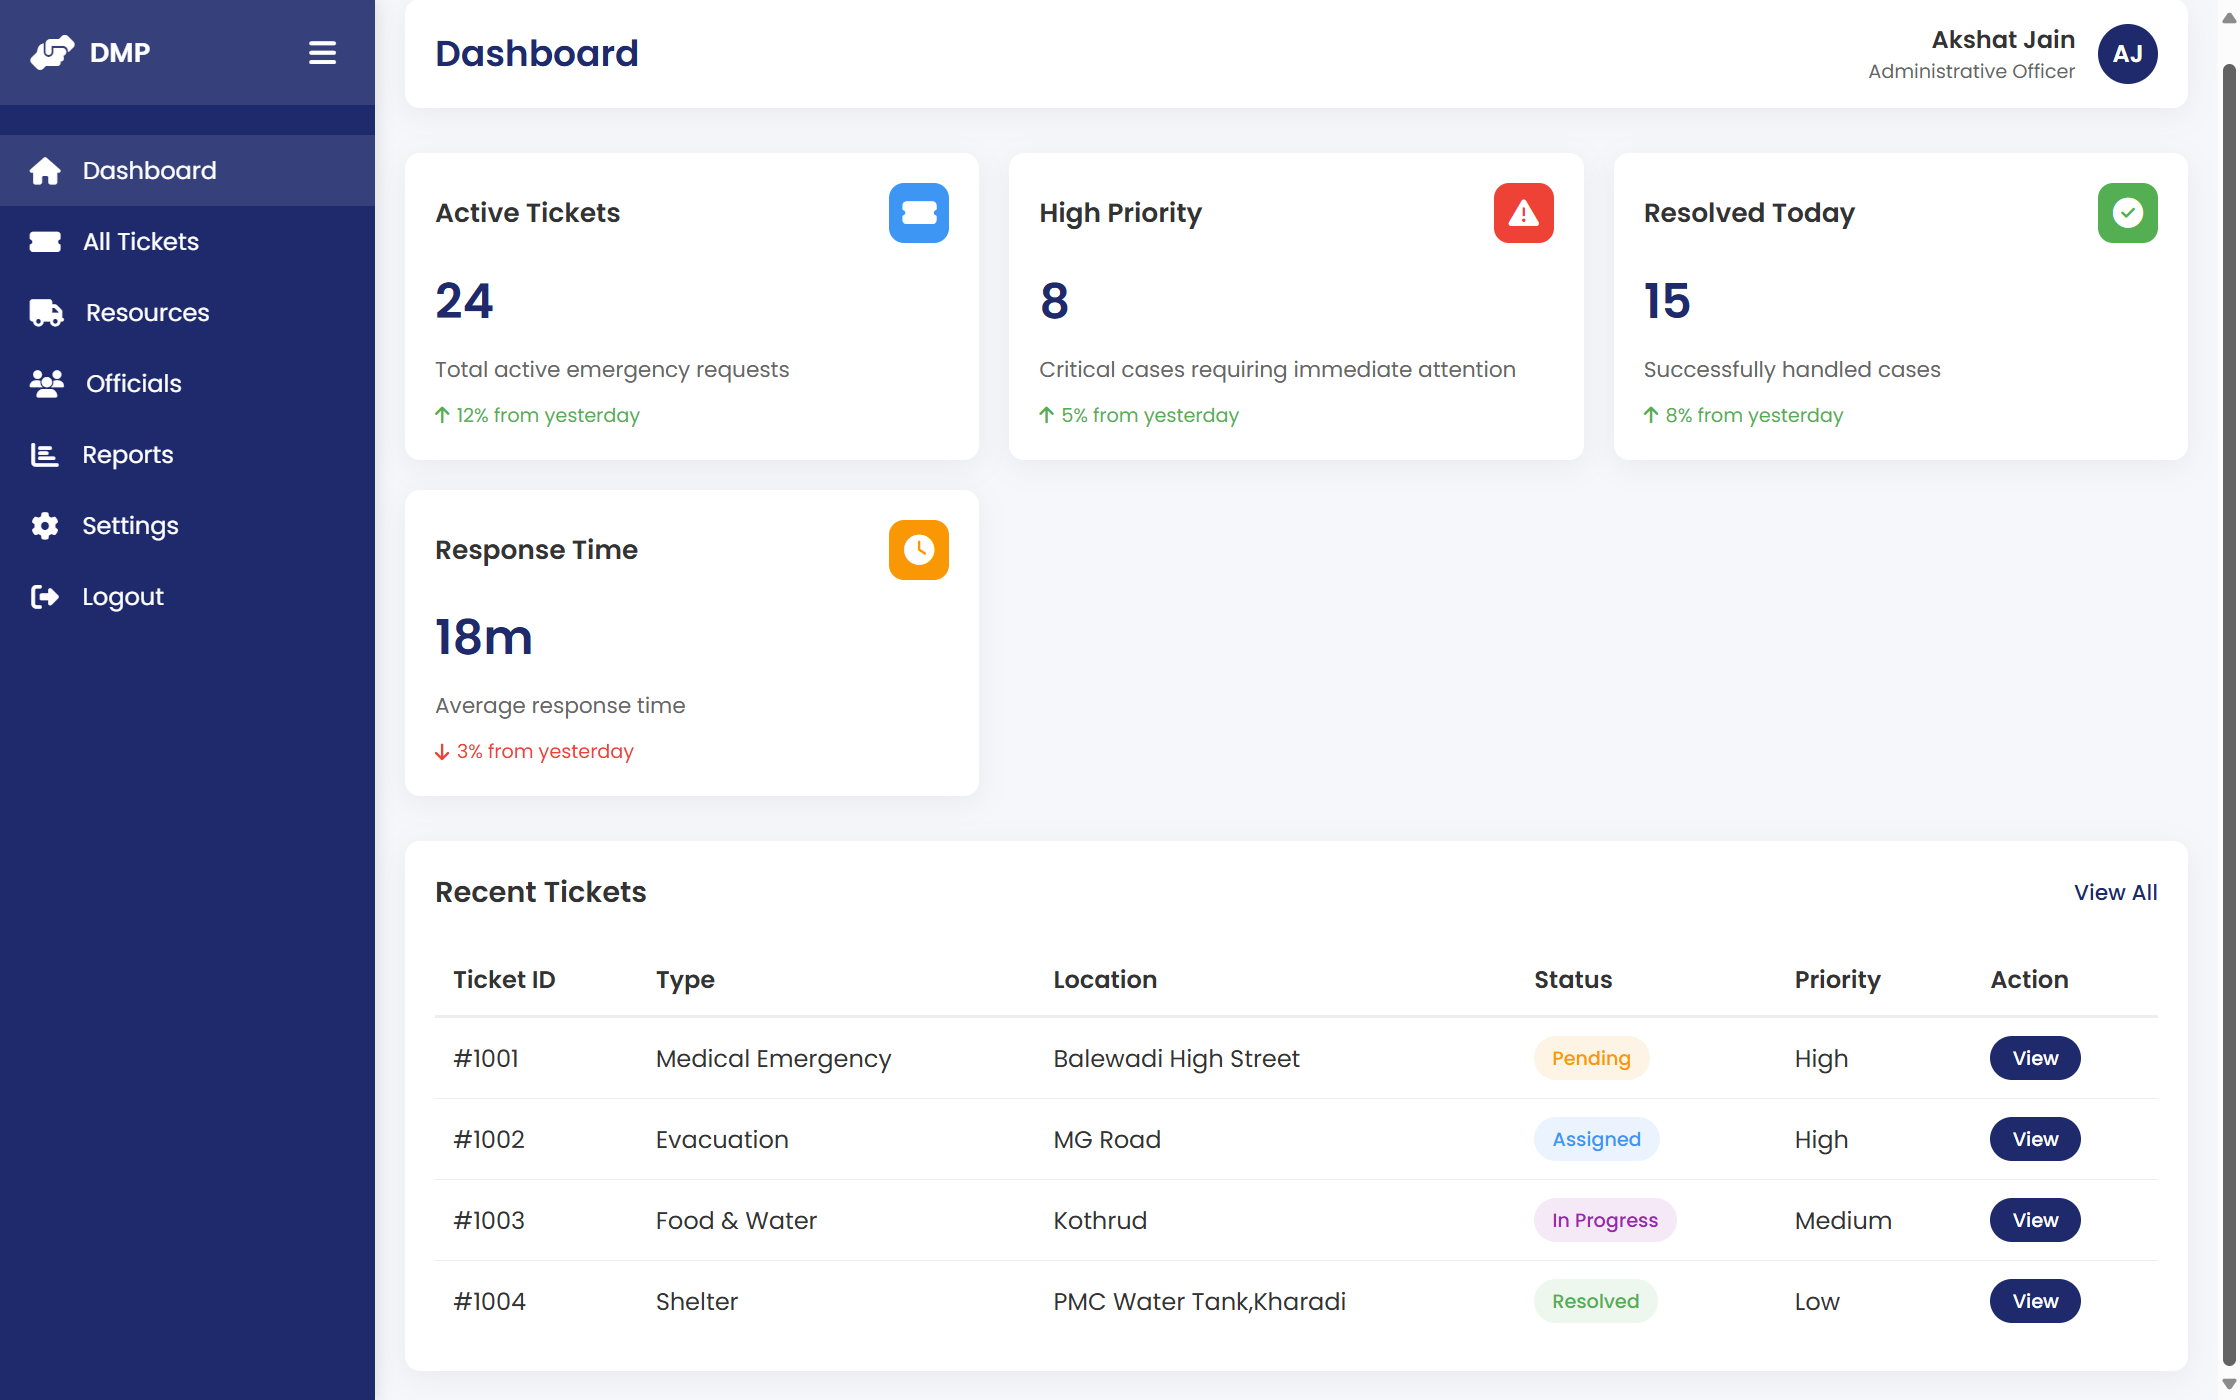 DMP
Dashboard
All Tickets
Resources
Officials
Reports
Settings
Logout
Dashboard
Akshat Jain
Administrative Officer
AJ
Active Tickets
24
Total active emergency requests
12% from yesterday
High Priority
8
Critical cases requiring immediate attention
5% from yesterday
Resolved Today
15
Successfully handled cases
8% from yesterday
Response Time
18m
Average response time
3% from yesterday
Recent Tickets View All
Ticket ID Type Location Status Priority Action
#1001 Medical Emergency Balewadi High Street Pending High View
#1002 Evacuation MG Road Assigned High View
#1003 Food & Water Kothrud In Progress Medium View
#1004 Shelter PMC Water Tank,Kharadi Resolved Low View